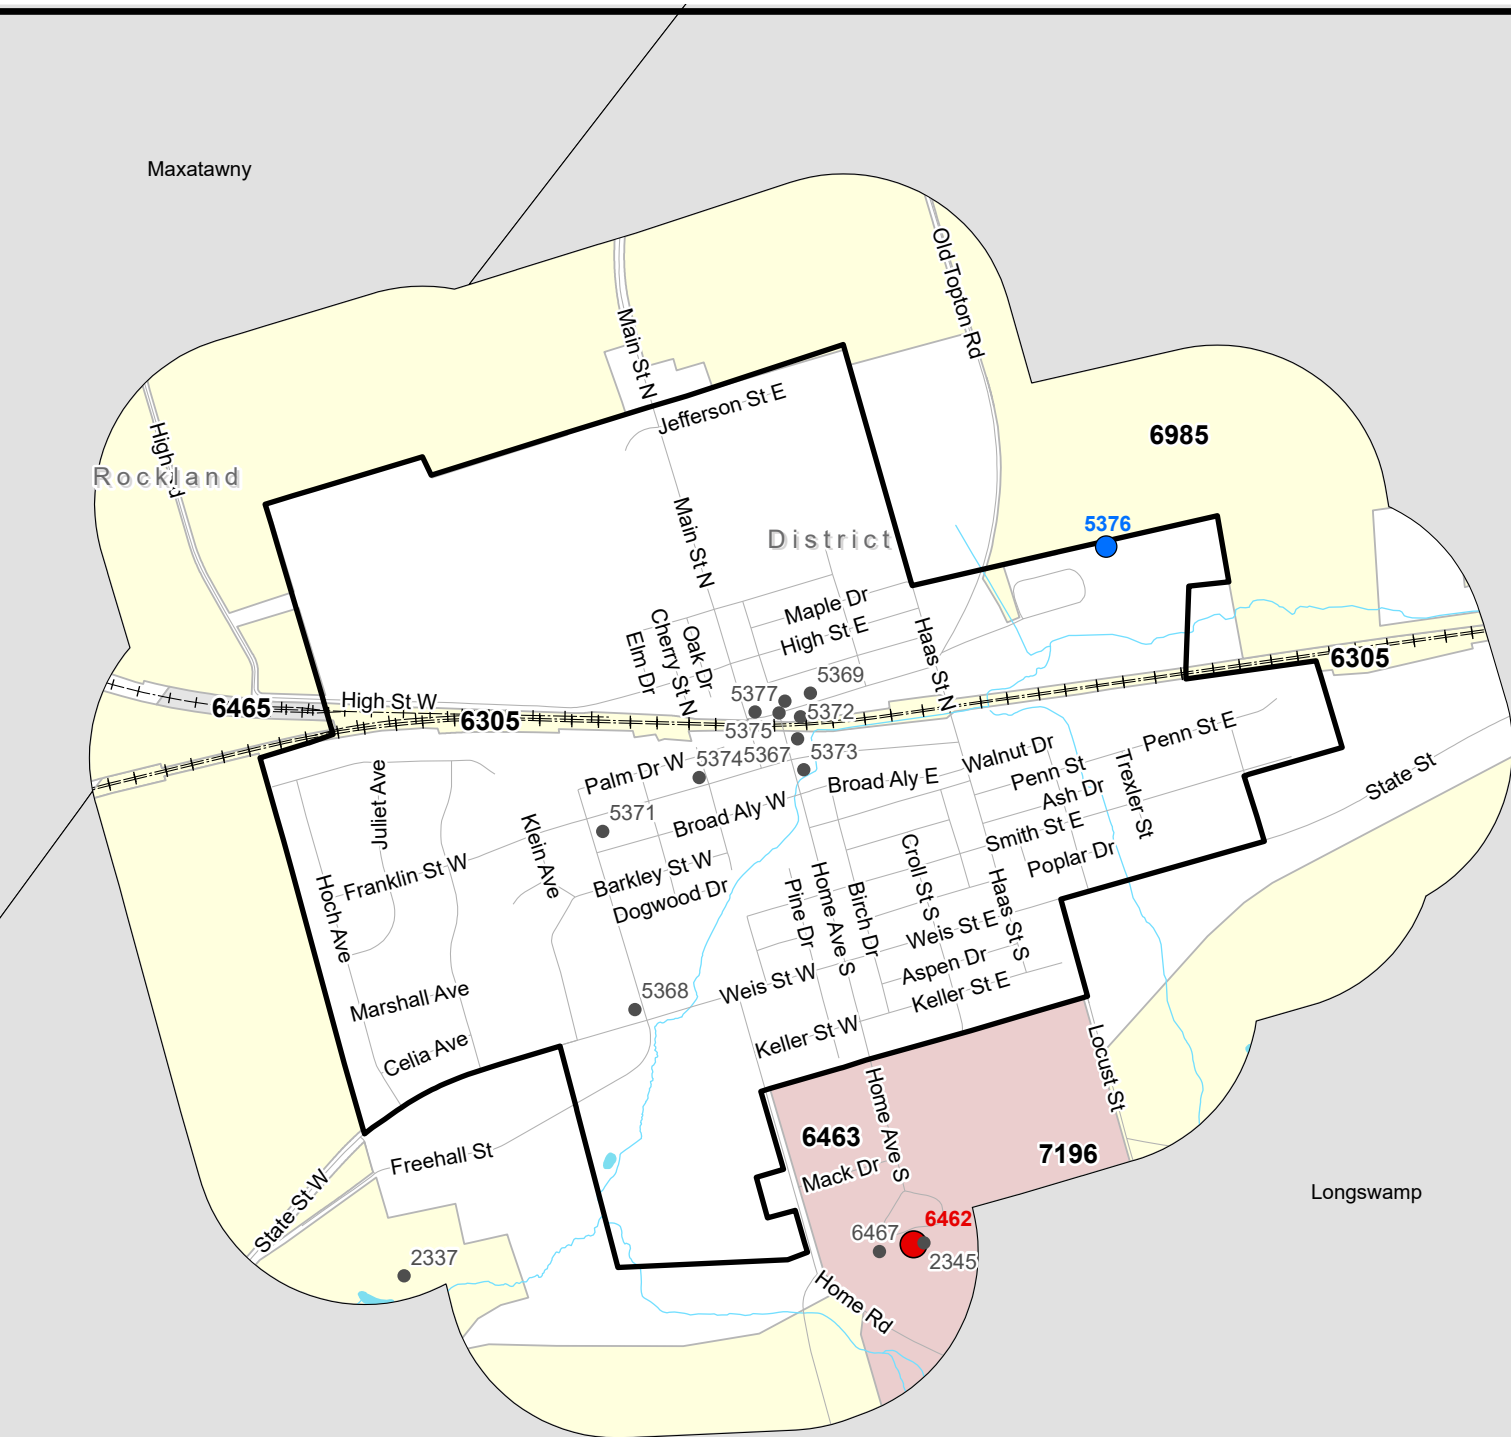 Maxatawny
Old Topton Rd
Main St N
Jefferson St E
6985
High Rd
Rockland
5376
District
Main St N
Maple Dr
High St E
Haas St N
Oak Dr
Cherry St N
Elm Dr
5369
5377
5372
6305
High St W
6465
6305
5375
5374
5367
5373
Walnut Dr
Penn St E
Palm Dr W
Broad Aly E
Penn St
Trexler St
State St
Juliet Ave
Ash Dr
5371
Broad Aly W
Smith St E
Klein Ave
Franklin St W
Barkley St W
Croll St S
Poplar Dr
Dogwood Dr
Hoch Ave
Pine Dr
Home Ave S
Birch Dr
Haas St S
Weis St E
Aspen Dr
Weis St W
Keller St E
5368
Marshall Ave
Celia Ave
Keller St W
Locust St
Home Ave S
6463
7196
Freehall St
Mack Dr
Longswamp
State St W
6462
6467
2345
2337
Home Rd